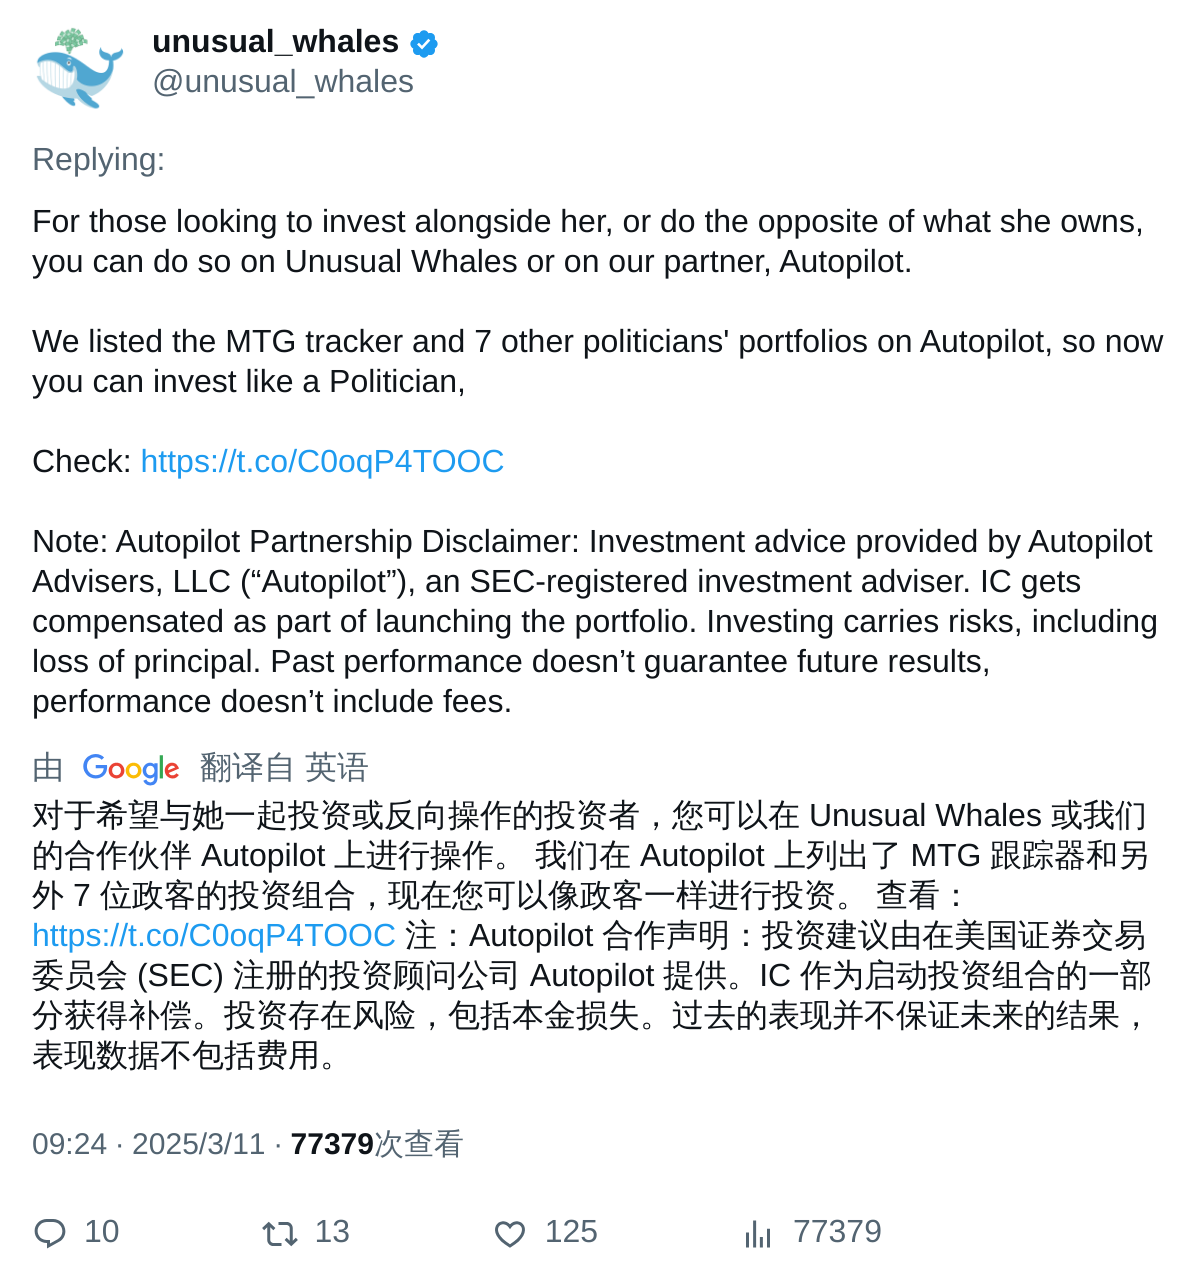 unusual_whales
@unusual_whales
Replying:
For those looking to invest alongside her, or do the opposite of what she owns,
you can do so on Unusual Whales or on our partner, Autopilot.
We listed the MTG tracker and 7 other politicians' portfolios on Autopilot, so now
you can invest like a Politician,
Check: https://t.co/C0oqP4TOOC
Note: Autopilot Partnership Disclaimer: Investment advice provided by Autopilot
Advisers, LLC (“Autopilot”), an SEC-registered investment adviser. IC gets
compensated as part of launching the portfolio. Investing carries risks, including
loss of principal. Past performance doesn’t guarantee future results,
performance doesn’t include fees.
由 Google 翻译自 英语
对于希望与她一起投资或反向操作的投资者，您可以在 Unusual Whales 或我们
的合作伙伴 Autopilot 上进行操作。 我们在 Autopilot 上列出了 MTG 跟踪器和另
外 7 位政客的投资组合，现在您可以像政客一样进行投资。 查看：
https://t.co/C0oqP4TOOC 注：Autopilot 合作声明：投资建议由在美国证券交易
委员会 (SEC) 注册的投资顾问公司 Autopilot 提供。IC 作为启动投资组合的一部
分获得补偿。投资存在风险，包括本金损失。过去的表现并不保证未来的结果，
表现数据不包括费用。
09:24 · 2025/3/11 · 77379次查看
10 13 125 77379